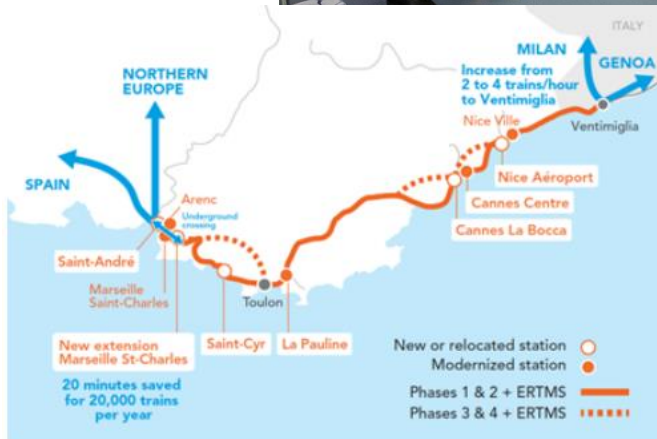 ITALY
MILAN
GENOA
Increase from
2 to 4 trains/hour
to Ventimiglia
NORTHERN
EUROPE
Nice Ville
Ventimiglia
SPAIN
Nice Aéroport
Arenc
Cannes Centre
Underground
crossing
Cannes La Bocca
Saint-André
Marseille
Saint-Charles
Toulon
New extension
Marseille St-Charles
Saint-Cyr
La Pauline
New or relocated station
Modernized station
20 minutes saved
for 20,000 trains
per year
Phases 1 & 2 + ERTMS
Phases 3 & 4 + ERTMS